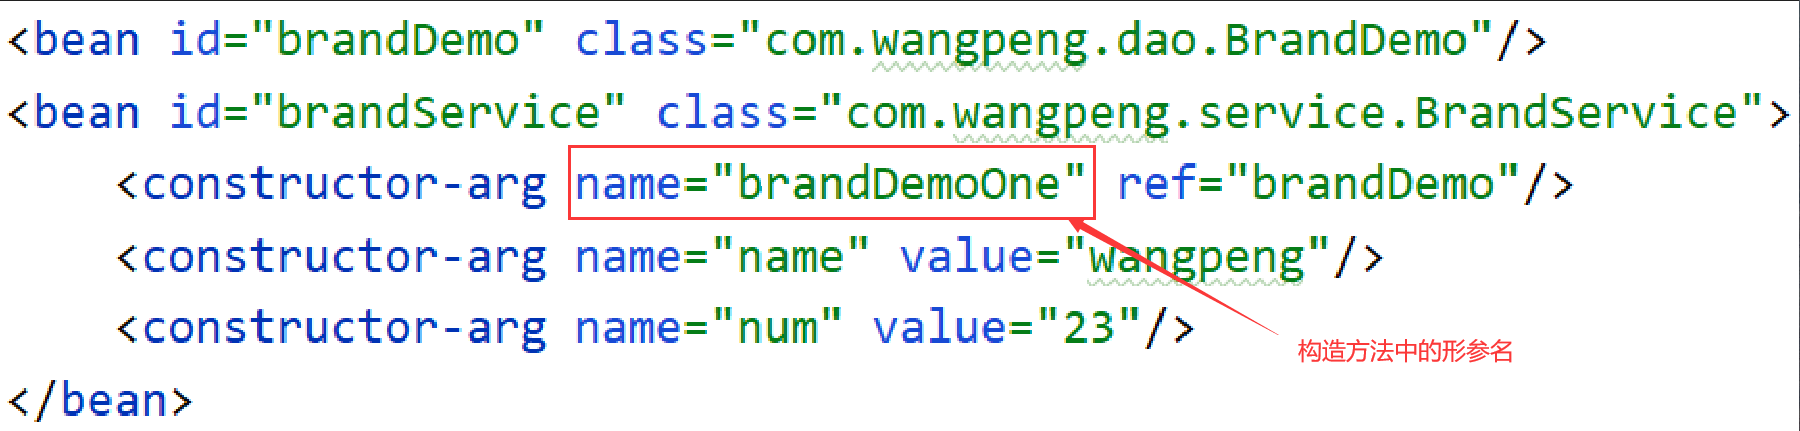 <bean id="brandDemo" class="com.wangpeng.dao.BrandDemo"/>
<bean id="brandService" class="com.wangpeng.service.BrandService">
    <constructor-arg name="brandDemoOne" ref="brandDemo"/>
    <constructor-arg name="name" value="wangpeng"/>
    <constructor-arg name="num" value="23"/>
构造方法中的形参名
</bean>